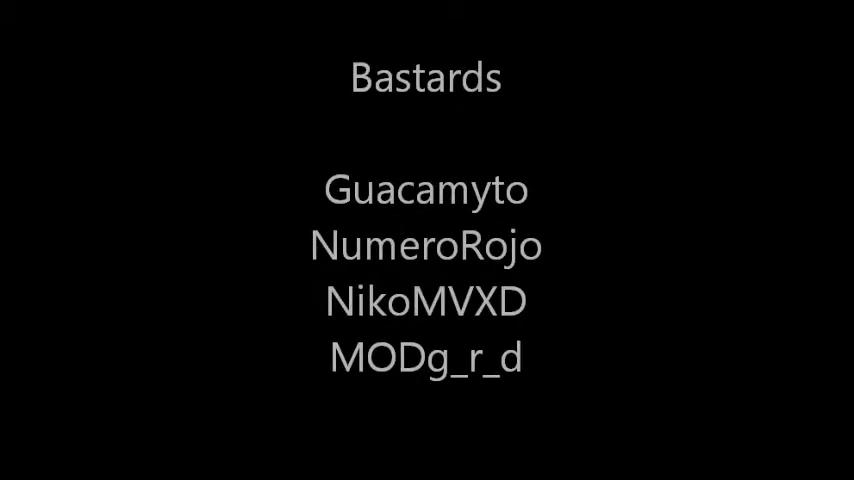 Bastards
Guacamyto
NumeroRojo
NikoMVXD
MODg_r_d